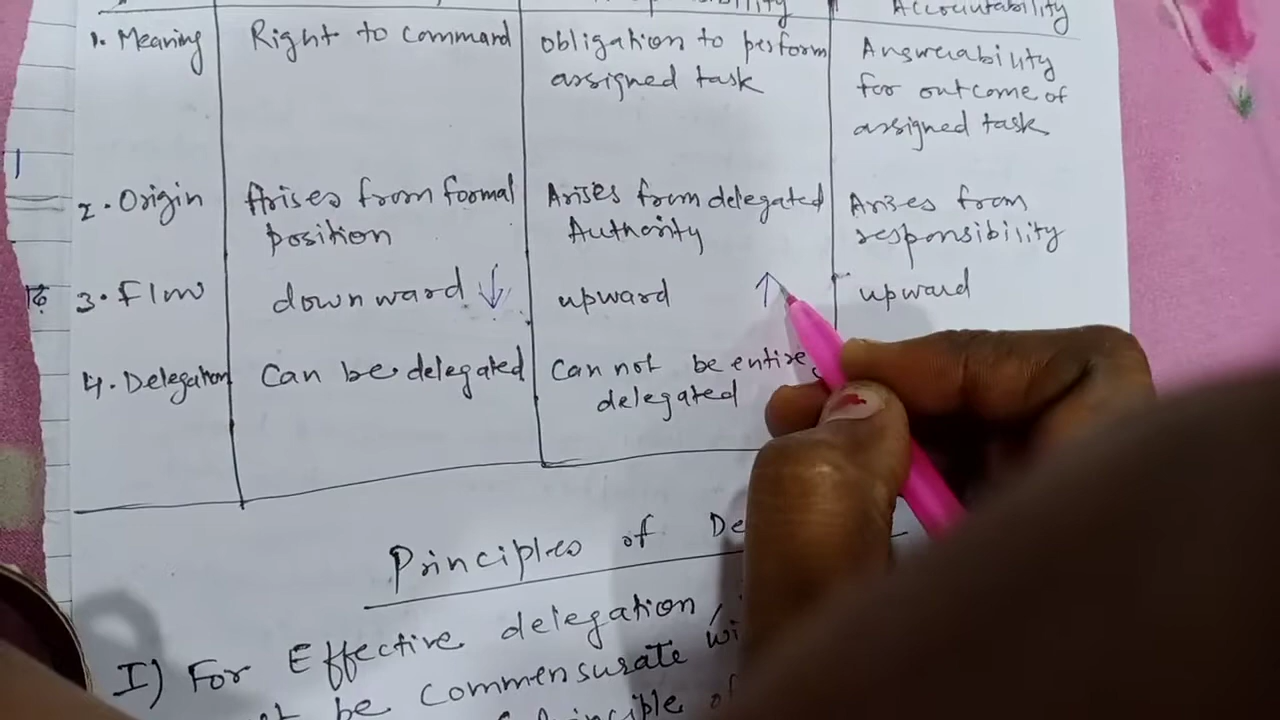 Accountability
1. Meaning Right to command obligation to perform assigned task Answerability for outcome of assigned task
2. Origin Arises from formal position Arises from delegated Authority Arises from responsibility
3. Flow downward ↓ upward ↑ upward
4. Delegation Can be delegated Can not be entire delegated
Principles of De
I) For Effective delegation,
be commensurate wi